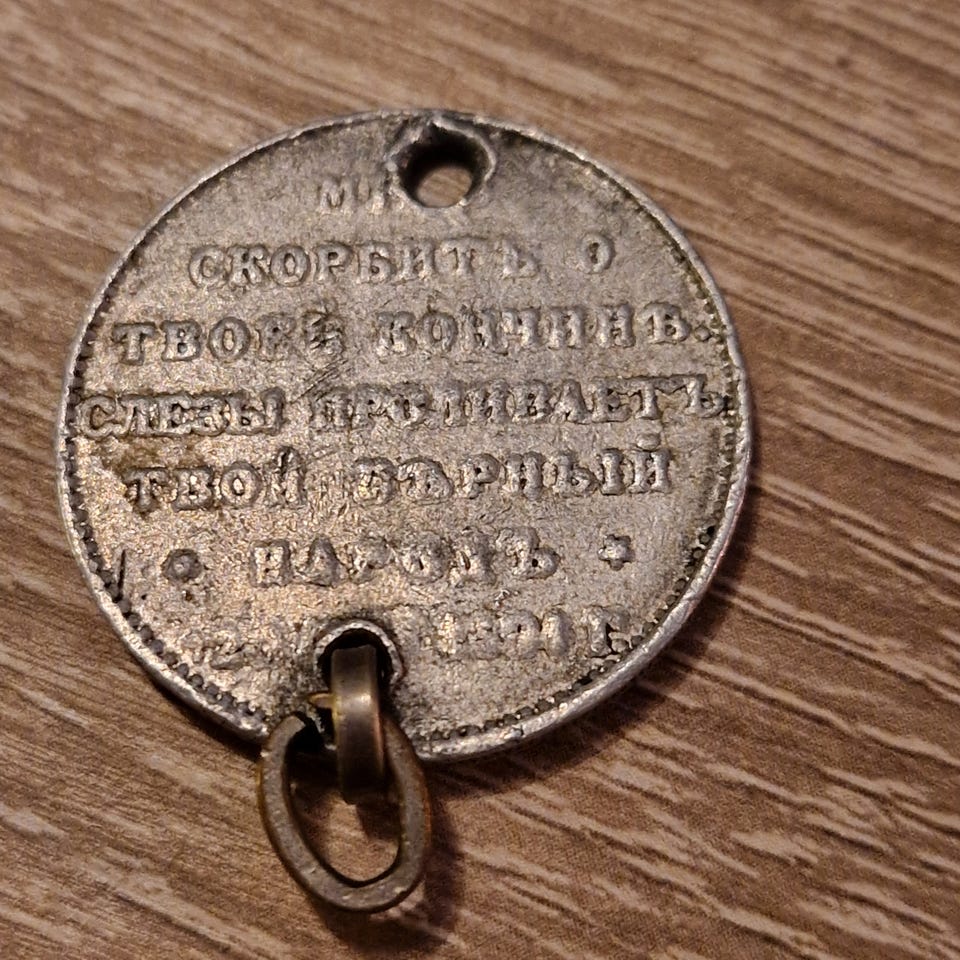 СКОРБИТЪ О
ТВОЕЙ КОНЧИНѢ.
СЛЕЗЫ ПРОЛИВАЕТЪ
ТВОЙ ВѢРНЫЙ
НАРОДЪ
Г.